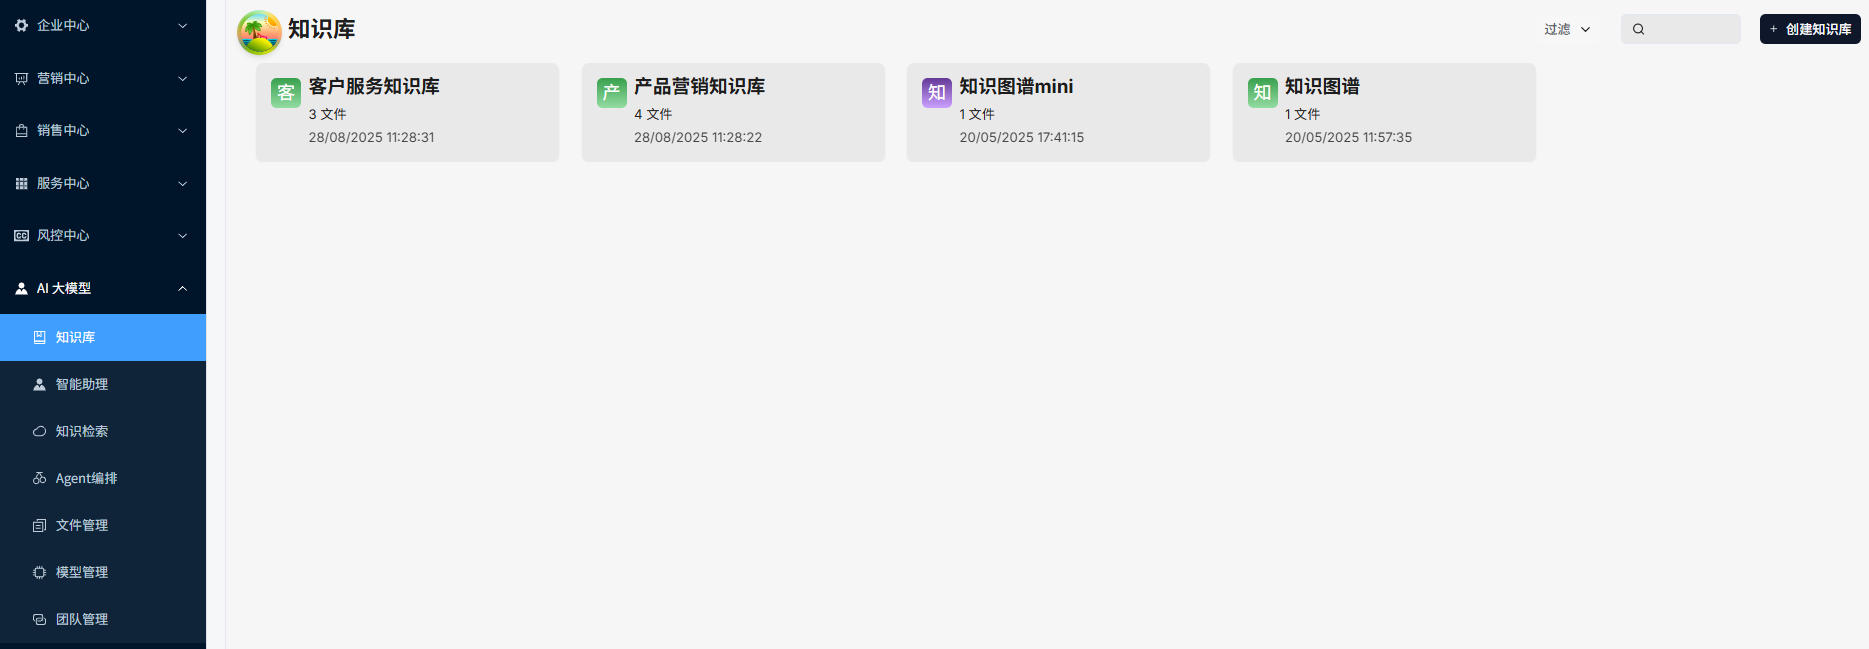 企业中心
营销中心
销售中心
服务中心
风控中心
AI 大模型
知识库
智能助理
知识检索
Agent编排
文件管理
模型管理
团队管理
知识库
过滤
+ 创建知识库
客
客户服务知识库
3 文件
28/08/2025 11:28:31
产
产品营销知识库
4 文件
28/08/2025 11:28:22
知
知识图谱mini
1 文件
20/05/2025 17:41:15
知
知识图谱
1 文件
20/05/2025 11:57:35